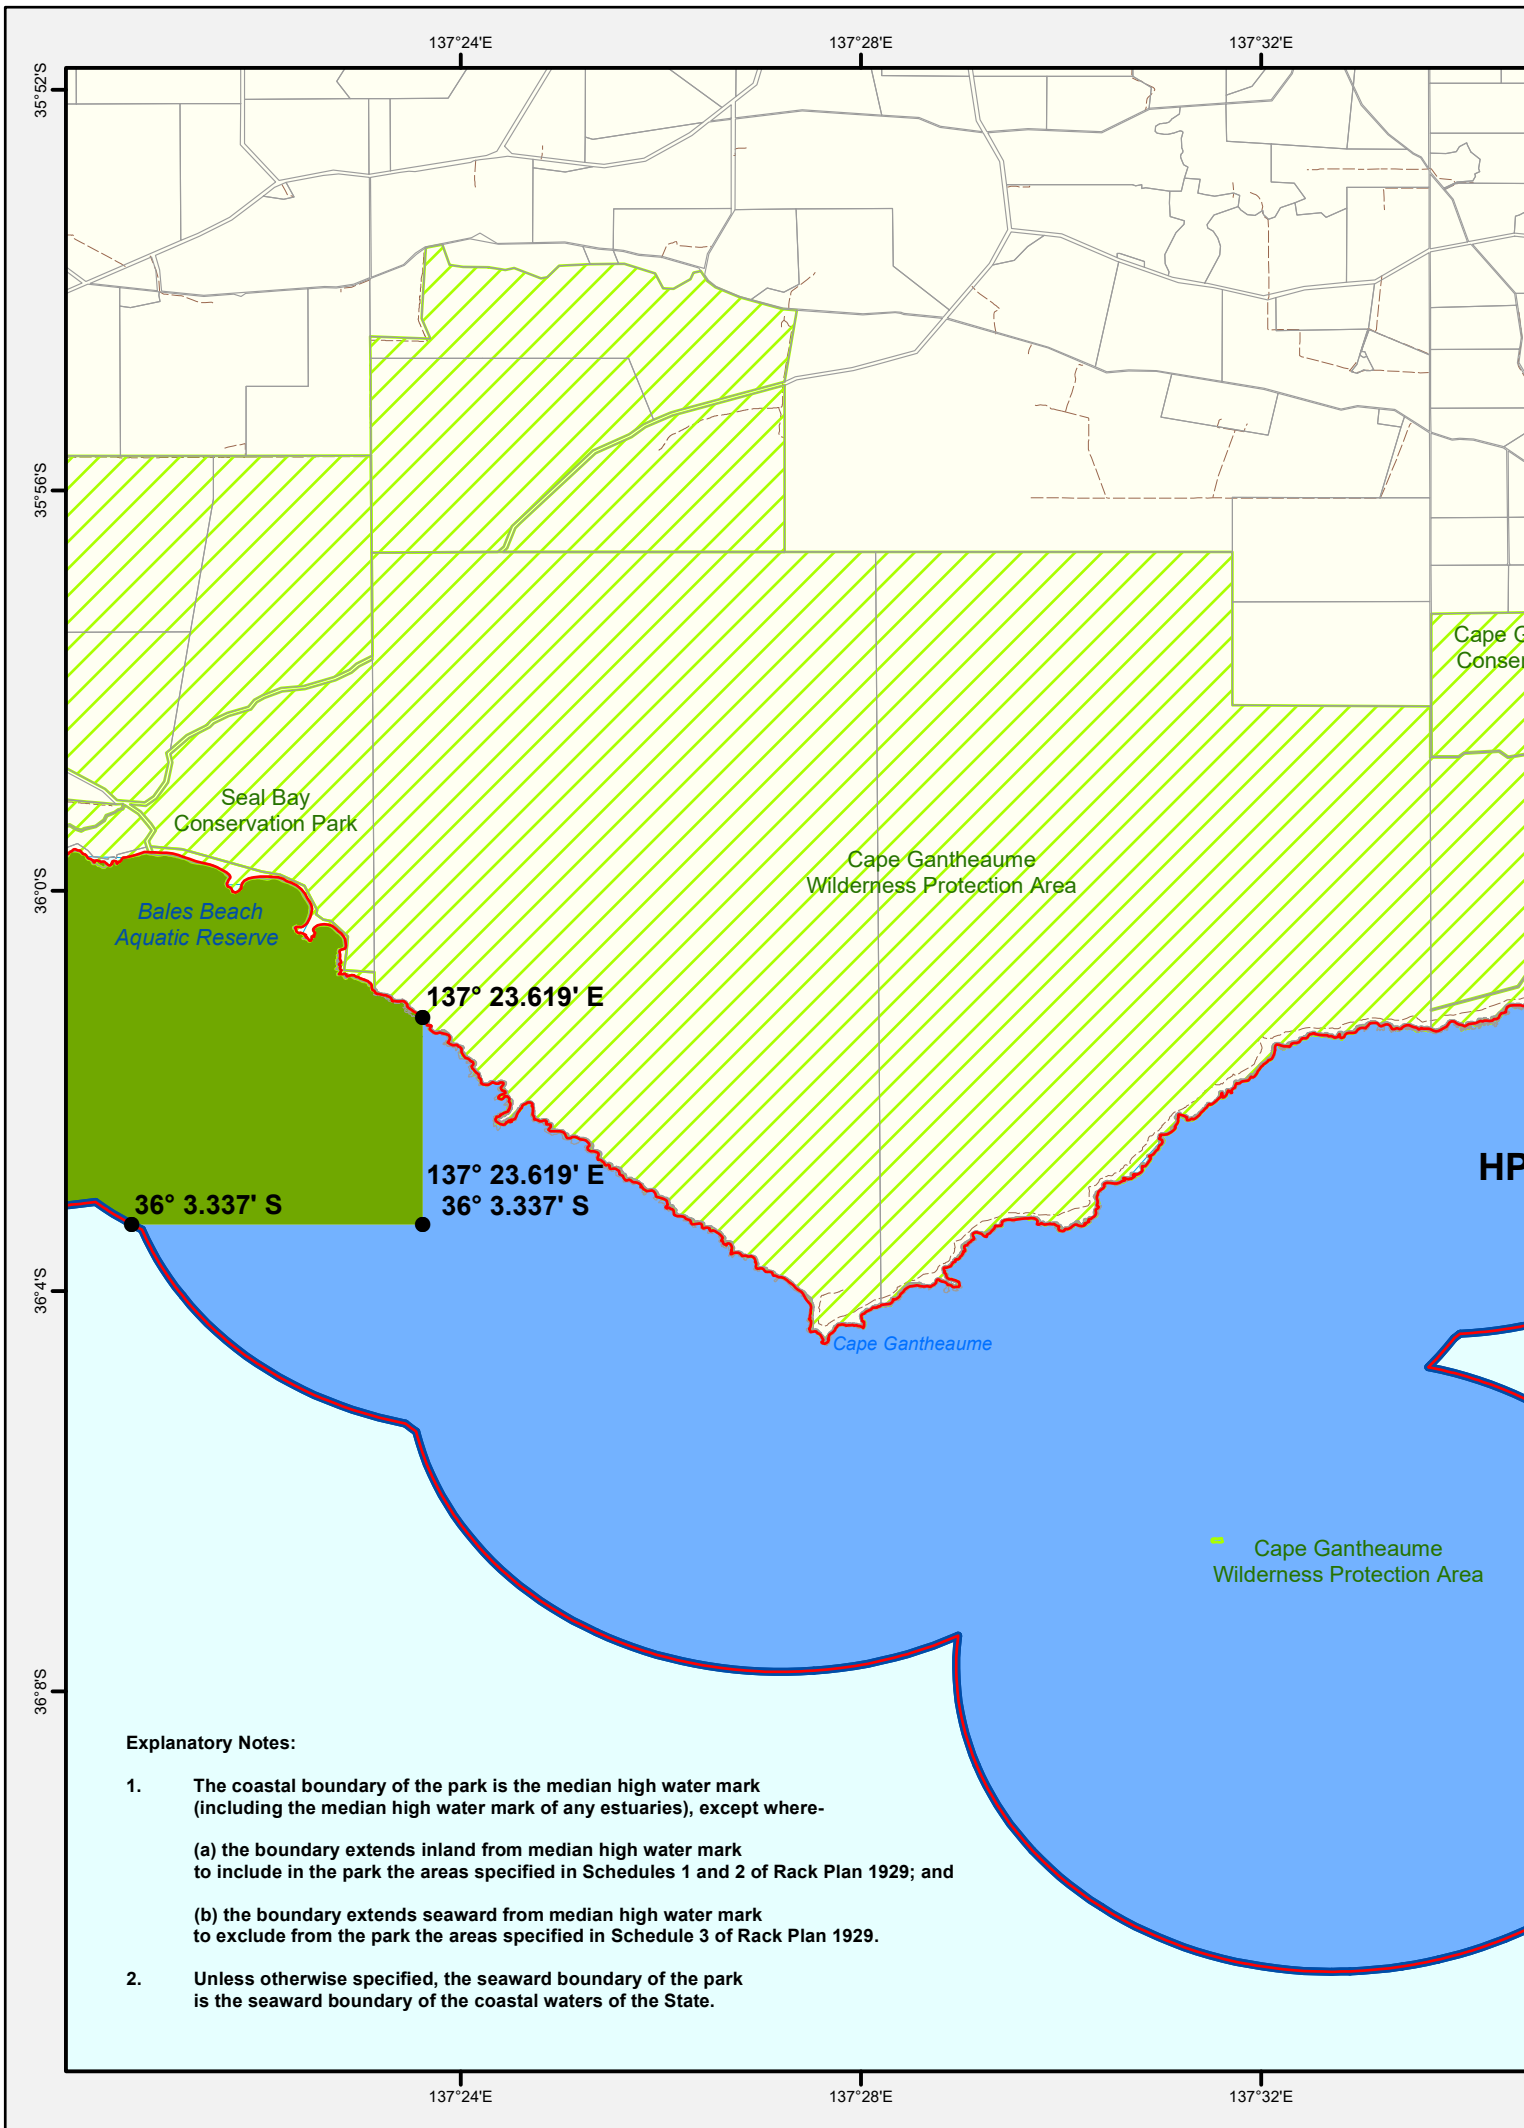 137°24'E
137°28'E
137°32'E
35°52'S
35°56'S
36°0'S
36°4'S
36°8'S
Cape
Seal Bay
Conservation Park
Cape Gantheaume
Wilderness Protection Area
Bales Beach
Aquatic Reserve
137° 23.619' E
137° 23.619' E
36° 3.337' S
36° 3.337' S
HP
Cape Gantheaume
Cape Gantheaume
Wilderness Protection Area
Explanatory Notes:
1. The coastal boundary of the park is the median high water mark
(including the median high water mark of any estuaries), except where-
(a) the boundary extends inland from median high water mark
to include in the park the areas specified in Schedules 1 and 2 of Rack Plan 1929; and
(b) the boundary extends seaward from median high water mark
to exclude from the park the areas specified in Schedule 3 of Rack Plan 1929.
2. Unless otherwise specified, the seaward boundary of the park
is the seaward boundary of the coastal waters of the State.
137°24'E
137°28'E
137°32'E